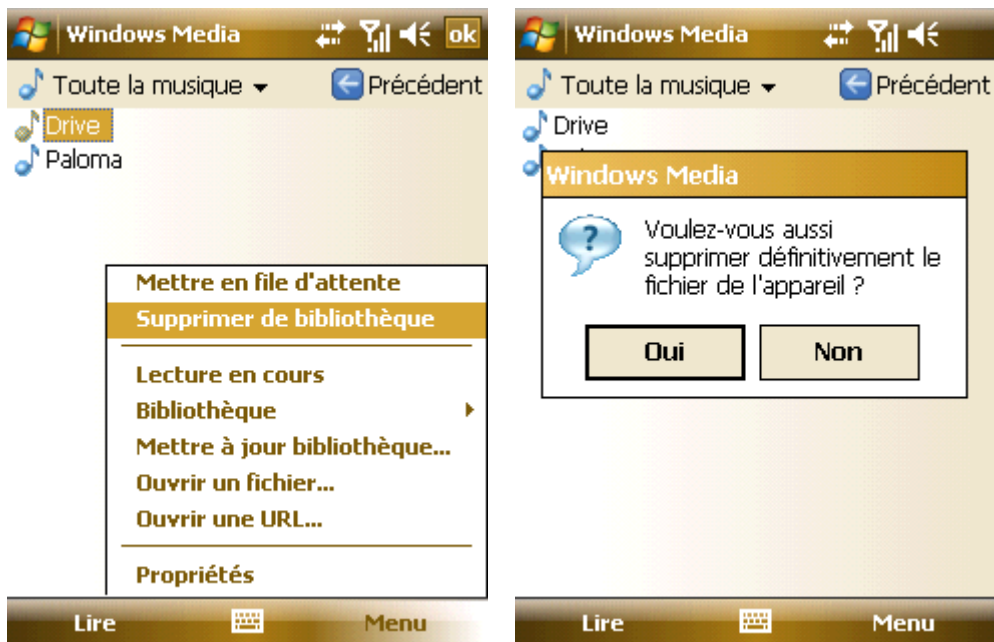 Windows Media
ok
Toute la musique
Précédent
Drive
Paloma
Mettre en file d'attente
Supprimer de bibliothèque
Lecture en cours
Bibliothèque
Mettre à jour bibliothèque...
Ouvrir un fichier...
Ouvrir une URL...
Propriétés
Lire
Menu
Windows Media
Toute la musique
Précédent
Drive
Windows Media
Voulez-vous aussi
supprimer définitivement le
fichier de l'appareil ?
Oui
Non
Lire
Menu